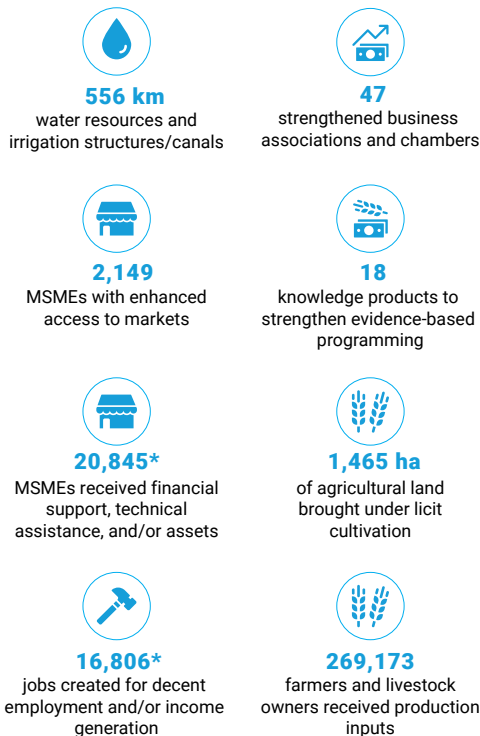 556 km
water resources and
irrigation structures/canals
47
strengthened business
associations and chambers
2,149
MSMEs with enhanced
access to markets
18
knowledge products to
strengthen evidence-based
programming
20,845*
MSMEs received financial
support, technical
assistance, and/or assets
1,465 ha
of agricultural land
brought under licit
cultivation
16,806*
jobs created for decent
employment and/or income
generation
269,173
farmers and livestock
owners received production
inputs